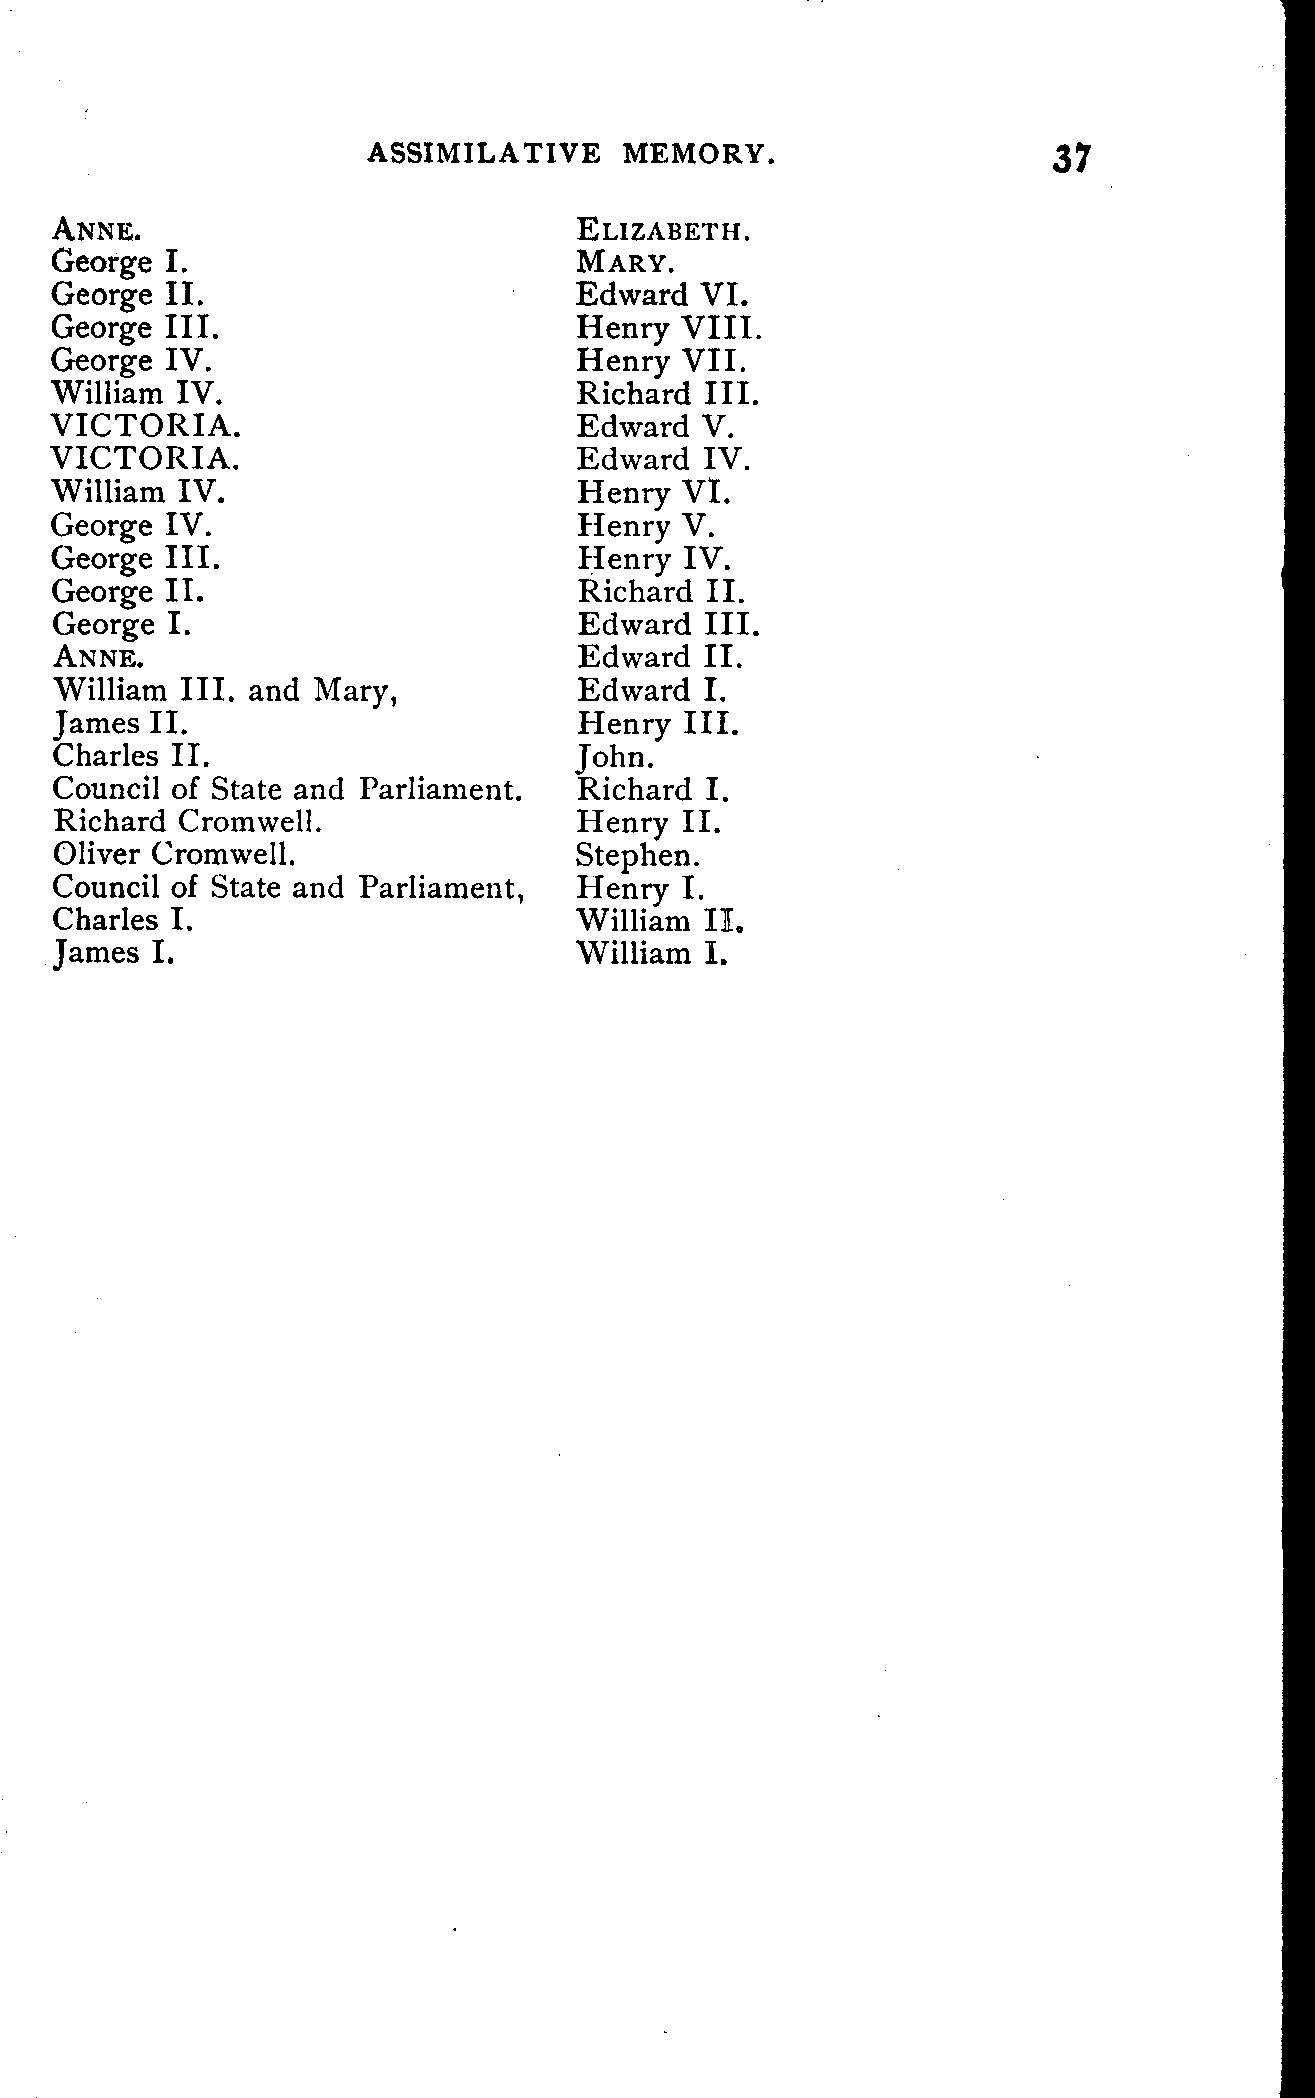 ASSIMILATIVE MEMORY. 37
ANNE.
George I.
George II.
George III.
George IV.
William IV.
VICTORIA.
VICTORIA.
William IV.
George IV.
George III.
George II.
George I.
ANNE.
William III. and Mary,
James II.
Charles II.
Council of State and Parliament.
Richard Cromwell.
Oliver Cromwell.
Council of State and Parliament,
Charles I.
James I.
ELIZABETH.
MARY.
Edward VI.
Henry VIII.
Henry VII.
Richard III.
Edward V.
Edward IV.
Henry VI.
Henry V.
Henry IV.
Richard II.
Edward III.
Edward II.
Edward I.
Henry III.
John.
Richard I.
Henry II.
Stephen.
Henry I.
William II.
William I.